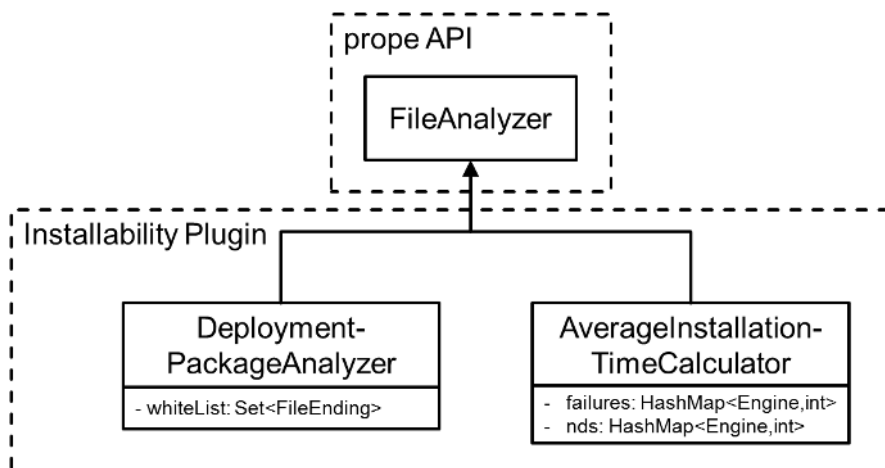 prope API
FileAnalyzer
Installability Plugin
Deployment-
PackageAnalyzer
- whiteList: Set<FileEnding>
AverageInstallation-
TimeCalculator
- failures: HashMap<Engine,int>
- nds: HashMap<Engine,int>